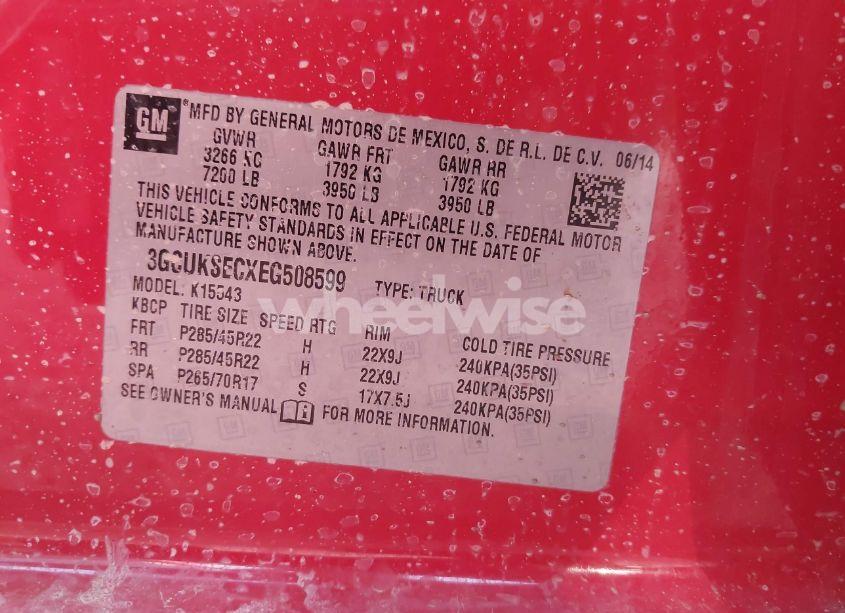 GM
®MFD BY GENERAL MOTORS DE MEXICO, S. DE R.L. DE C.V. 06/14
GVWR GAWR FRT GAWR RR
3266 KG 1792 KG 1792 KG
7200 LB 3950 LB 3950 LB
THIS VEHICLE CONFORMS TO ALL APPLICABLE U.S. FEDERAL MOTOR
VEHICLE SAFETY STANDARDS IN EFFECT ON THE DATE OF
MANUFACTURE SHOWN ABOVE.
3GCUKSECXEG508599 TYPE: TRUCK
MODEL: K15543
KBCP TIRE SIZE SPEED RTG RIM COLD TIRE PRESSURE
FRT P285/45R22 H 22X9J 240KPA(35PSI)
RR P285/45R22 H 22X9J 240KPA(35PSI)
SPA P265/70R17 S 17X7.5J 240KPA(35PSI)
SEE OWNER'S MANUAL FOR MORE INFORMATION.
wheelwise